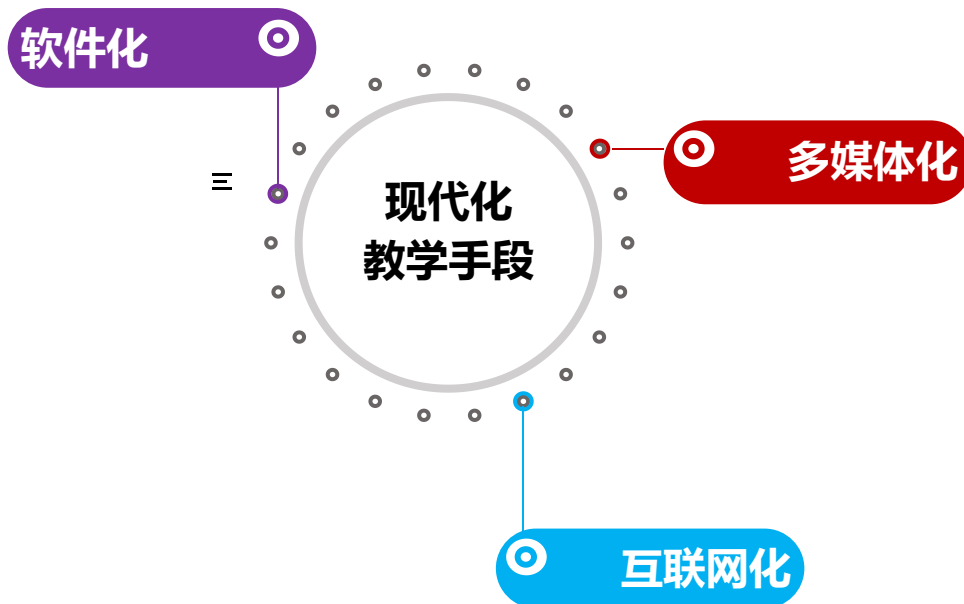 软件化
多媒体化
现代化
教学手段
互联网化